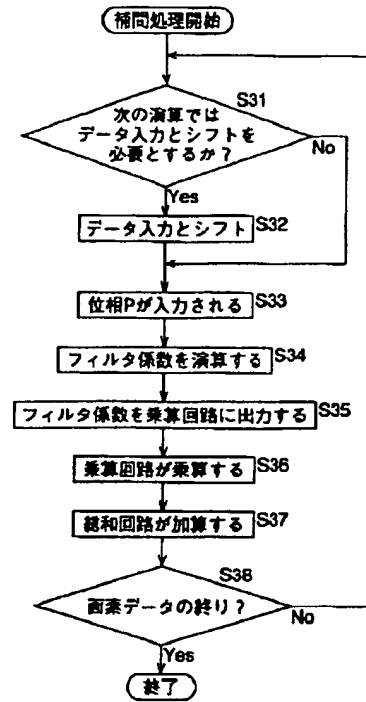 補間処理開始
S31
次の演算では
データ入力とシフトを
必要とするか？
No
Yes
データ入力とシフト
S32
位相Pが入力される
S33
フィルタ係数を演算する
S34
フィルタ係数を乗算回路に出力する
S35
乗算回路が乗算する
S36
総和回路が加算する
S37
S38
画素データの終り？
No
Yes
終了